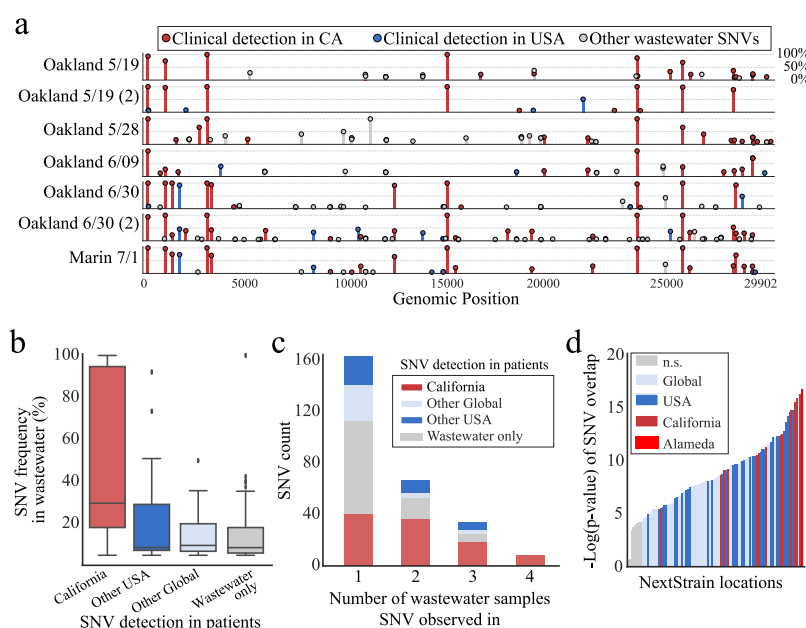 a
Clinical detection in CA Clinical detection in USA Other wastewater SNVs
Oakland 5/19
100%
50%
0%
Oakland 5/19 (2)
Oakland 5/28
Oakland 6/09
Oakland 6/30
Oakland 6/30 (2)
Marin 7/1
0 5000 10000 15000 20000 25000 29902
Genomic Position
b
SNV frequency
in wastewater (%)
100
80
60
40
20
California
Other USA
Other Global
Wastewater
only
SNV detection in patients
c
SNV count
160
120
80
40
0
SNV detection in patients
California
Other Global
Other USA
Wastewater only
1 2 3 4
Number of wastewater samples
SNV observed in
d
-Log(p-value) of SNV overlap
20
15
10
5
0
n.s.
Global
USA
California
Alameda
NextStrain locations